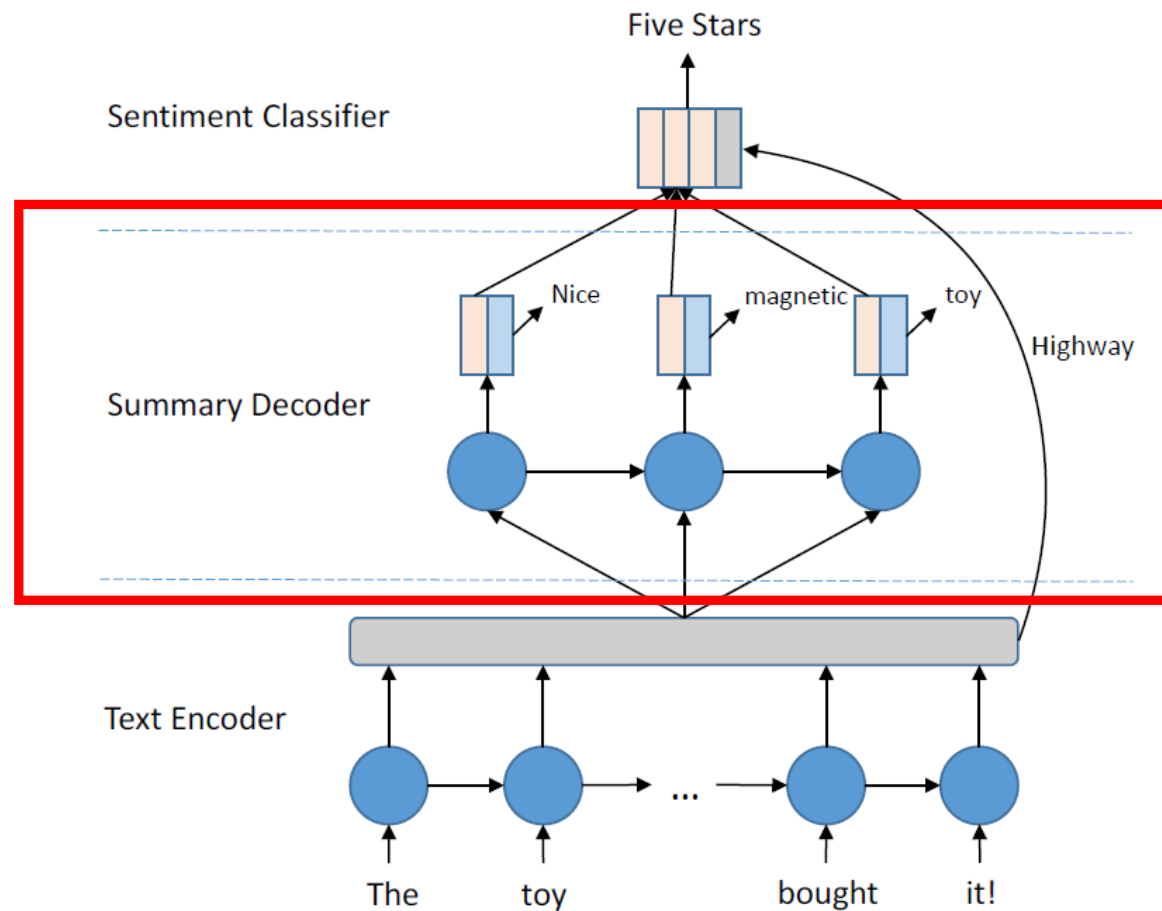 Five Stars
Sentiment Classifier
Nice
magnetic
toy
Highway
Summary Decoder
Text Encoder
...
The toy bought it!